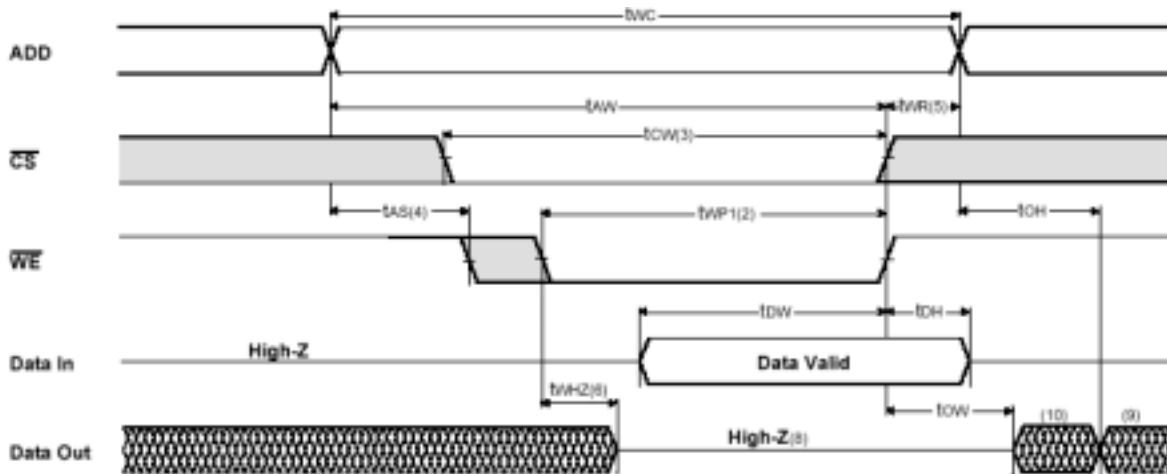 tWC
ADD
tAW
tWR(5)
tCW(3)
CS
tAS(4)
tWP1(2)
tOH
WE
tDW
tDH
High-Z
Data In
Data Valid
tWHZ(6)
tOW
(10)
(9)
Data Out
High-Z(8)